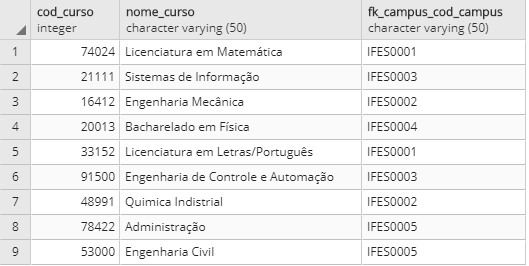 cod_curso nome_curso fk_campus_cod_campus
integer character varying (50) character varying (50)
1 74024 Licenciatura em Matemática IFES0001
2 21111 Sistemas de Informação IFES0003
3 16412 Engenharia Mecânica IFES0002
4 20013 Bacharelado em Física IFES0004
5 33152 Licenciatura em Letras/Português IFES0001
6 91500 Engenharia de Controle e Automação IFES0003
7 48991 Quimica Indistrial IFES0002
8 78422 Administração IFES0005
9 53000 Engenharia Civil IFES0005